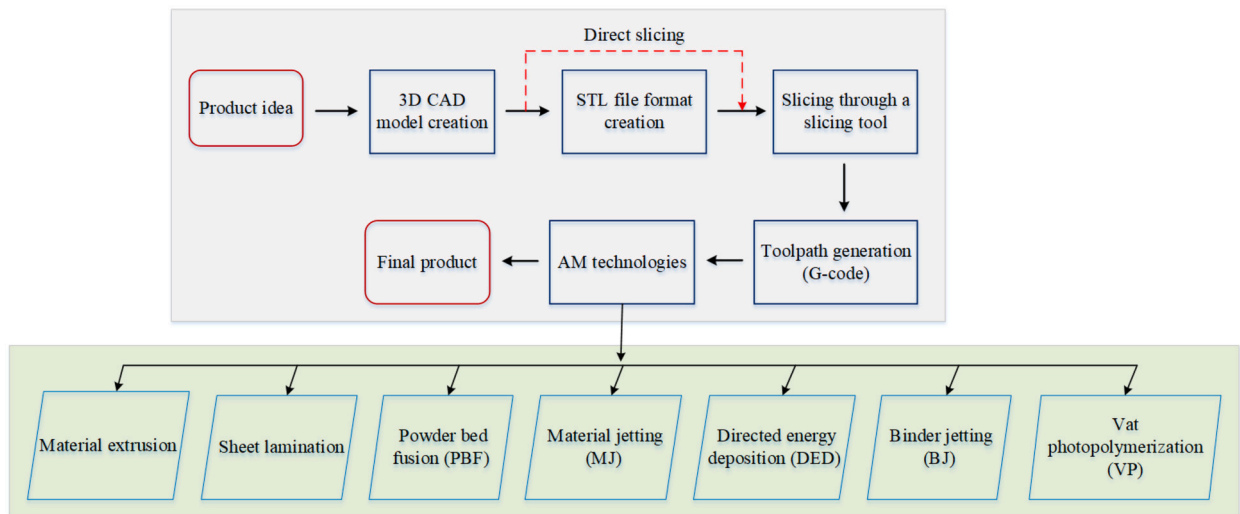 Direct slicing
Product idea
3D CAD
model creation
STL file format
creation
Slicing through a
slicing tool
Toolpath generation
(G-code)
AM technologies
Final product
Material extrusion
Sheet lamination
Powder bed
fusion (PBF)
Material jetting
(MJ)
Directed energy
deposition (DED)
Binder jetting
(BJ)
Vat
photopolymerization
(VP)